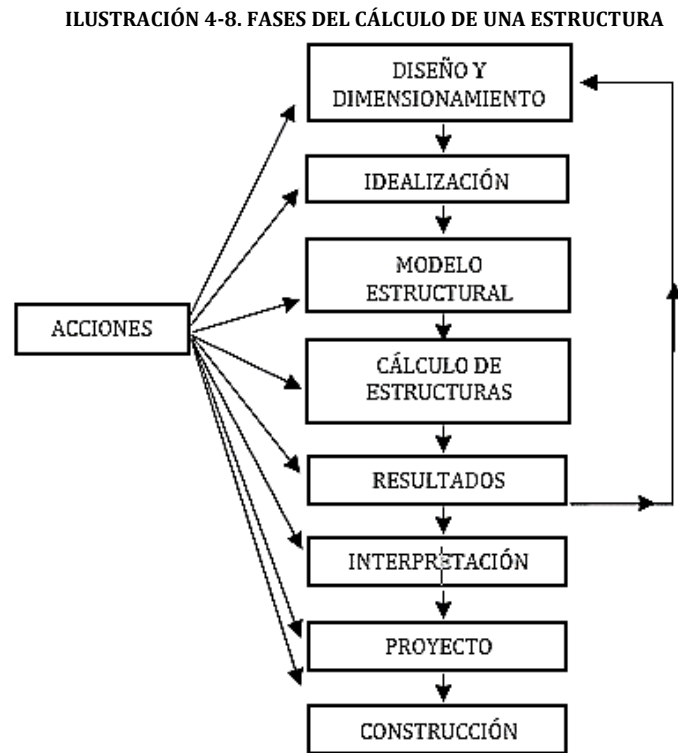 ILUSTRACIÓN 4-8. FASES DEL CÁLCULO DE UNA ESTRUCTURA
DISEÑO Y
DIMENSIONAMIENTO
IDEALIZACIÓN
MODELO
ESTRUCTURAL
ACCIONES
CÁLCULO DE
ESTRUCTURAS
RESULTADOS
INTERPRETACIÓN
PROYECTO
CONSTRUCCIÓN